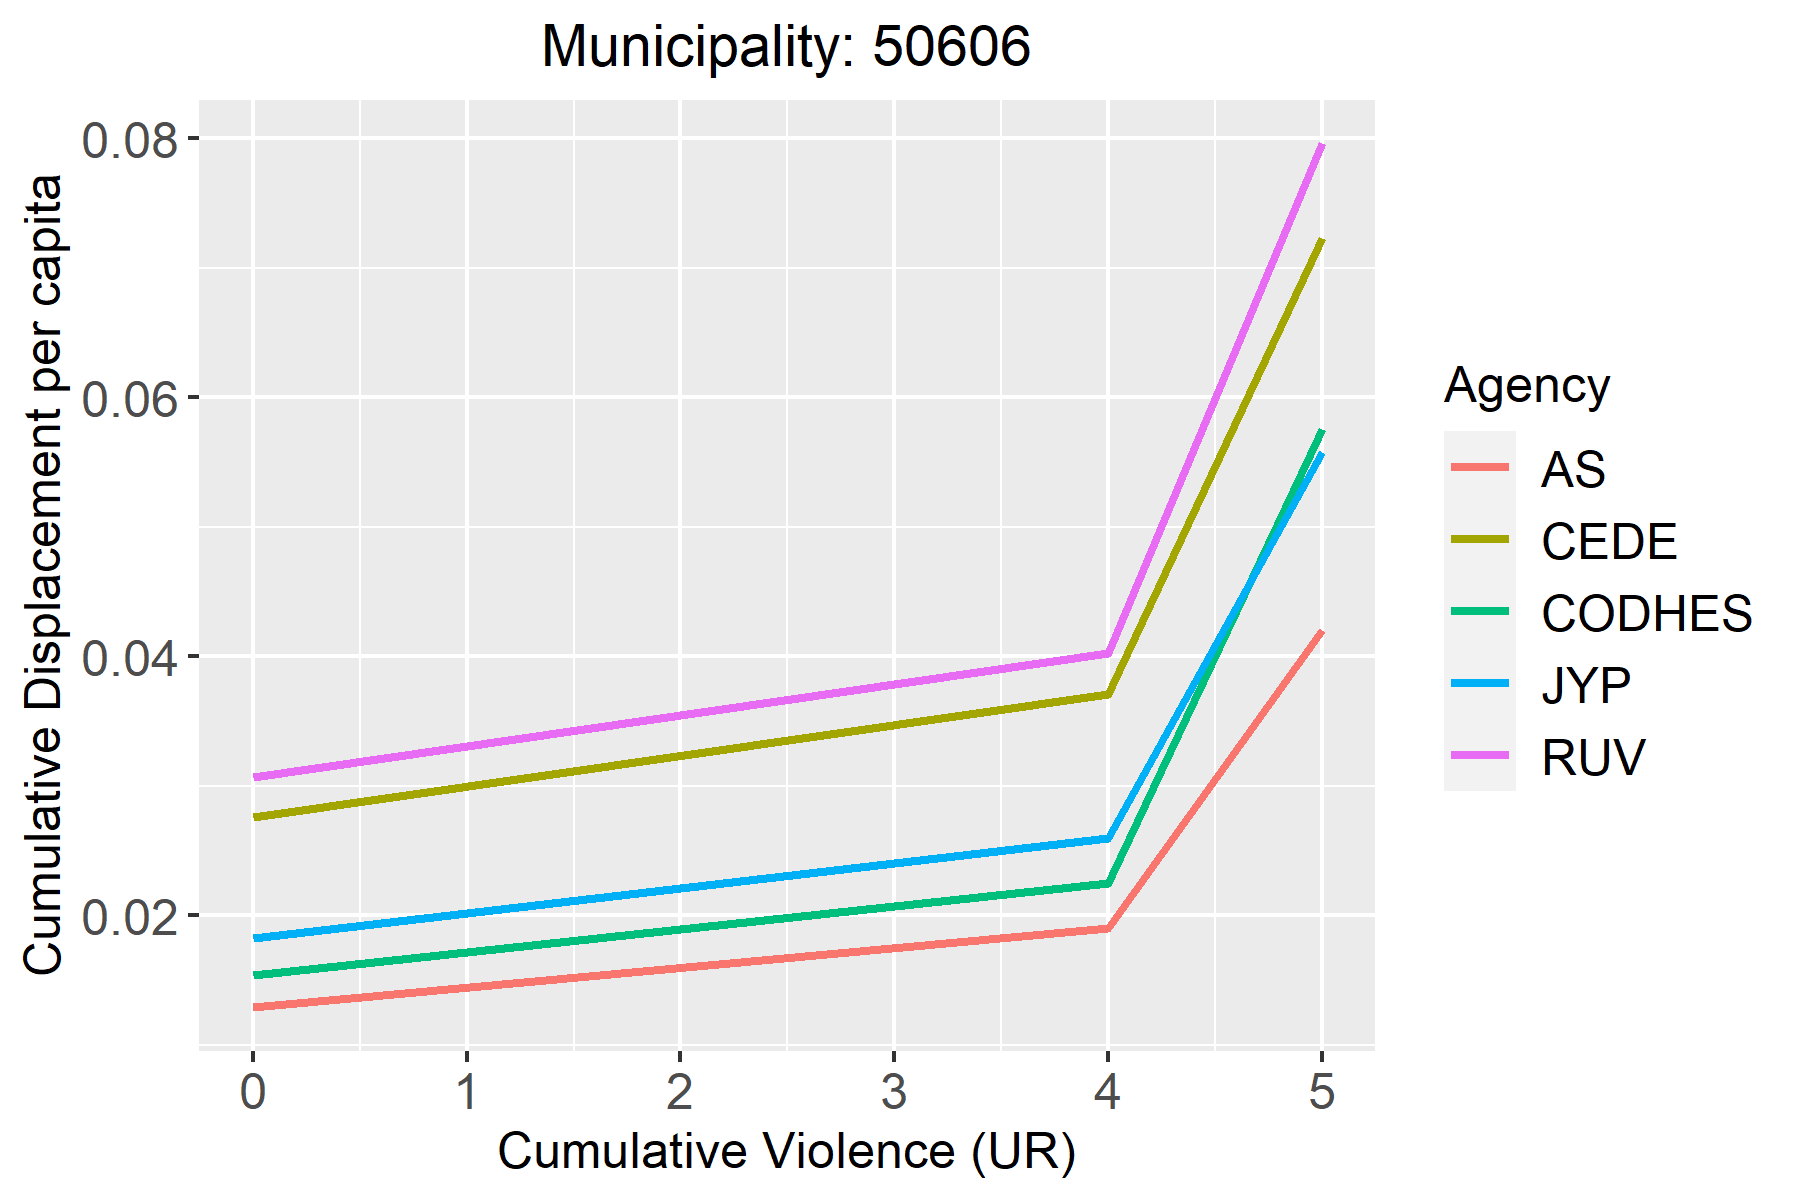 Municipality: 50606
Cumulative Displacement per capita
0.08
0.06
0.04
0.02
0 1 2 3 4 5
Cumulative Violence (UR)
Agency
AS
CEDE
CODHES
JYP
RUV